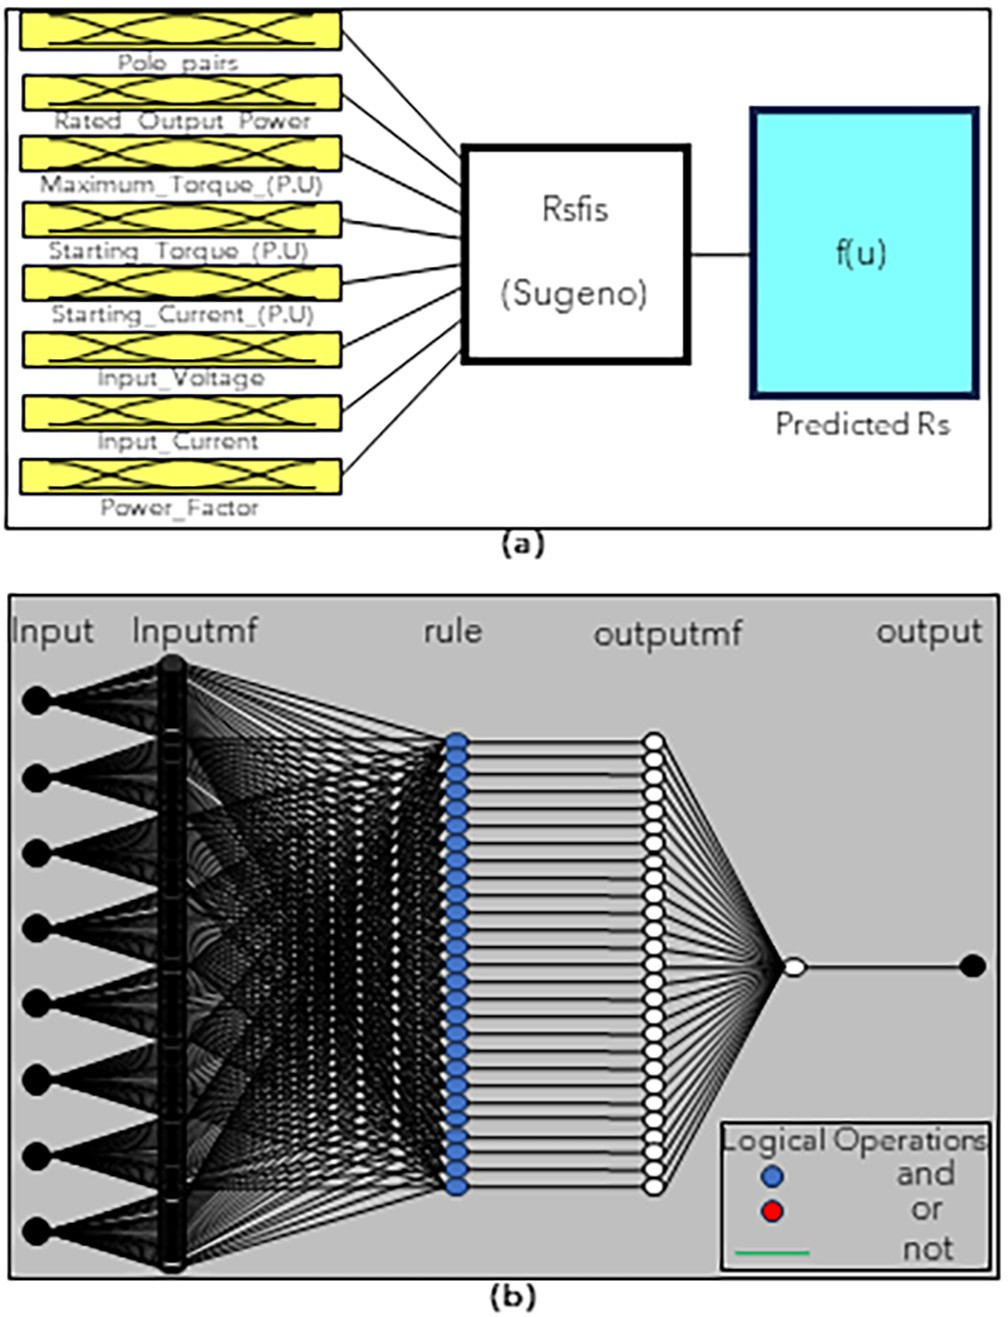 Pole_pairs
Rated_Output_Power
Maximum_Torque_(P.U)
Starting_Torque_(P.U)
Starting_Current_(P.U)
Input_Voltage
Input_Current
Power_Factor
Rsfis
(Sugeno)
f(u)
Predicted Rs
(a)
Input Inputmf rule outputmf output
Logical Operations
and
or
not
(b)